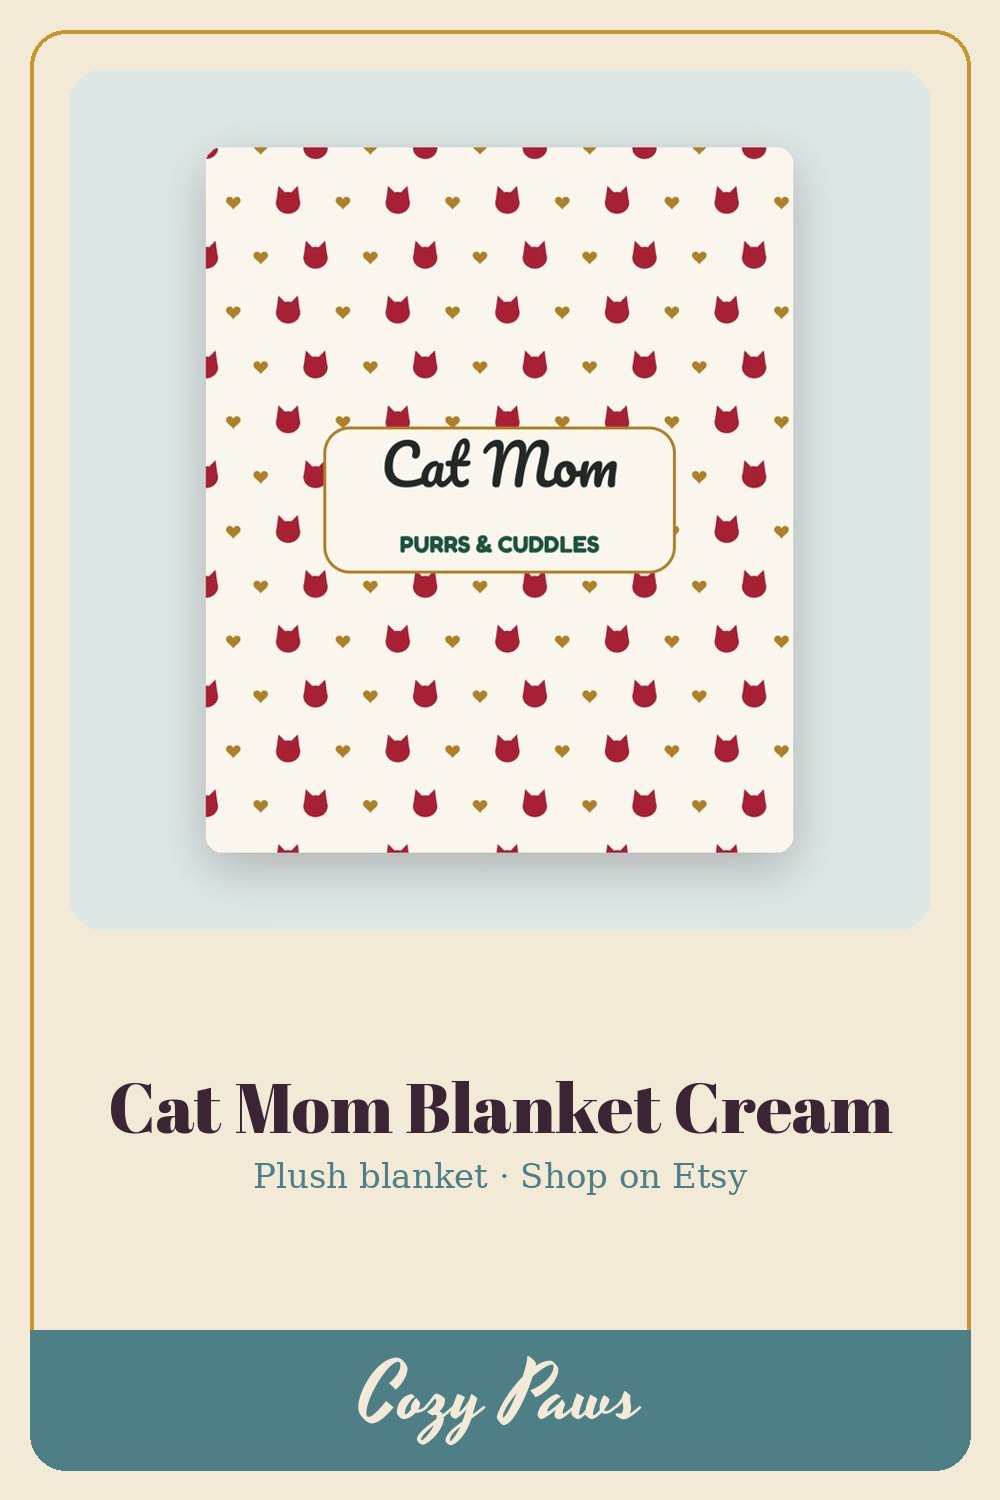 Cat Mom
PURRS & CUDDLES
Cat Mom Blanket Cream
Plush blanket · Shop on Etsy
Cozy Paws